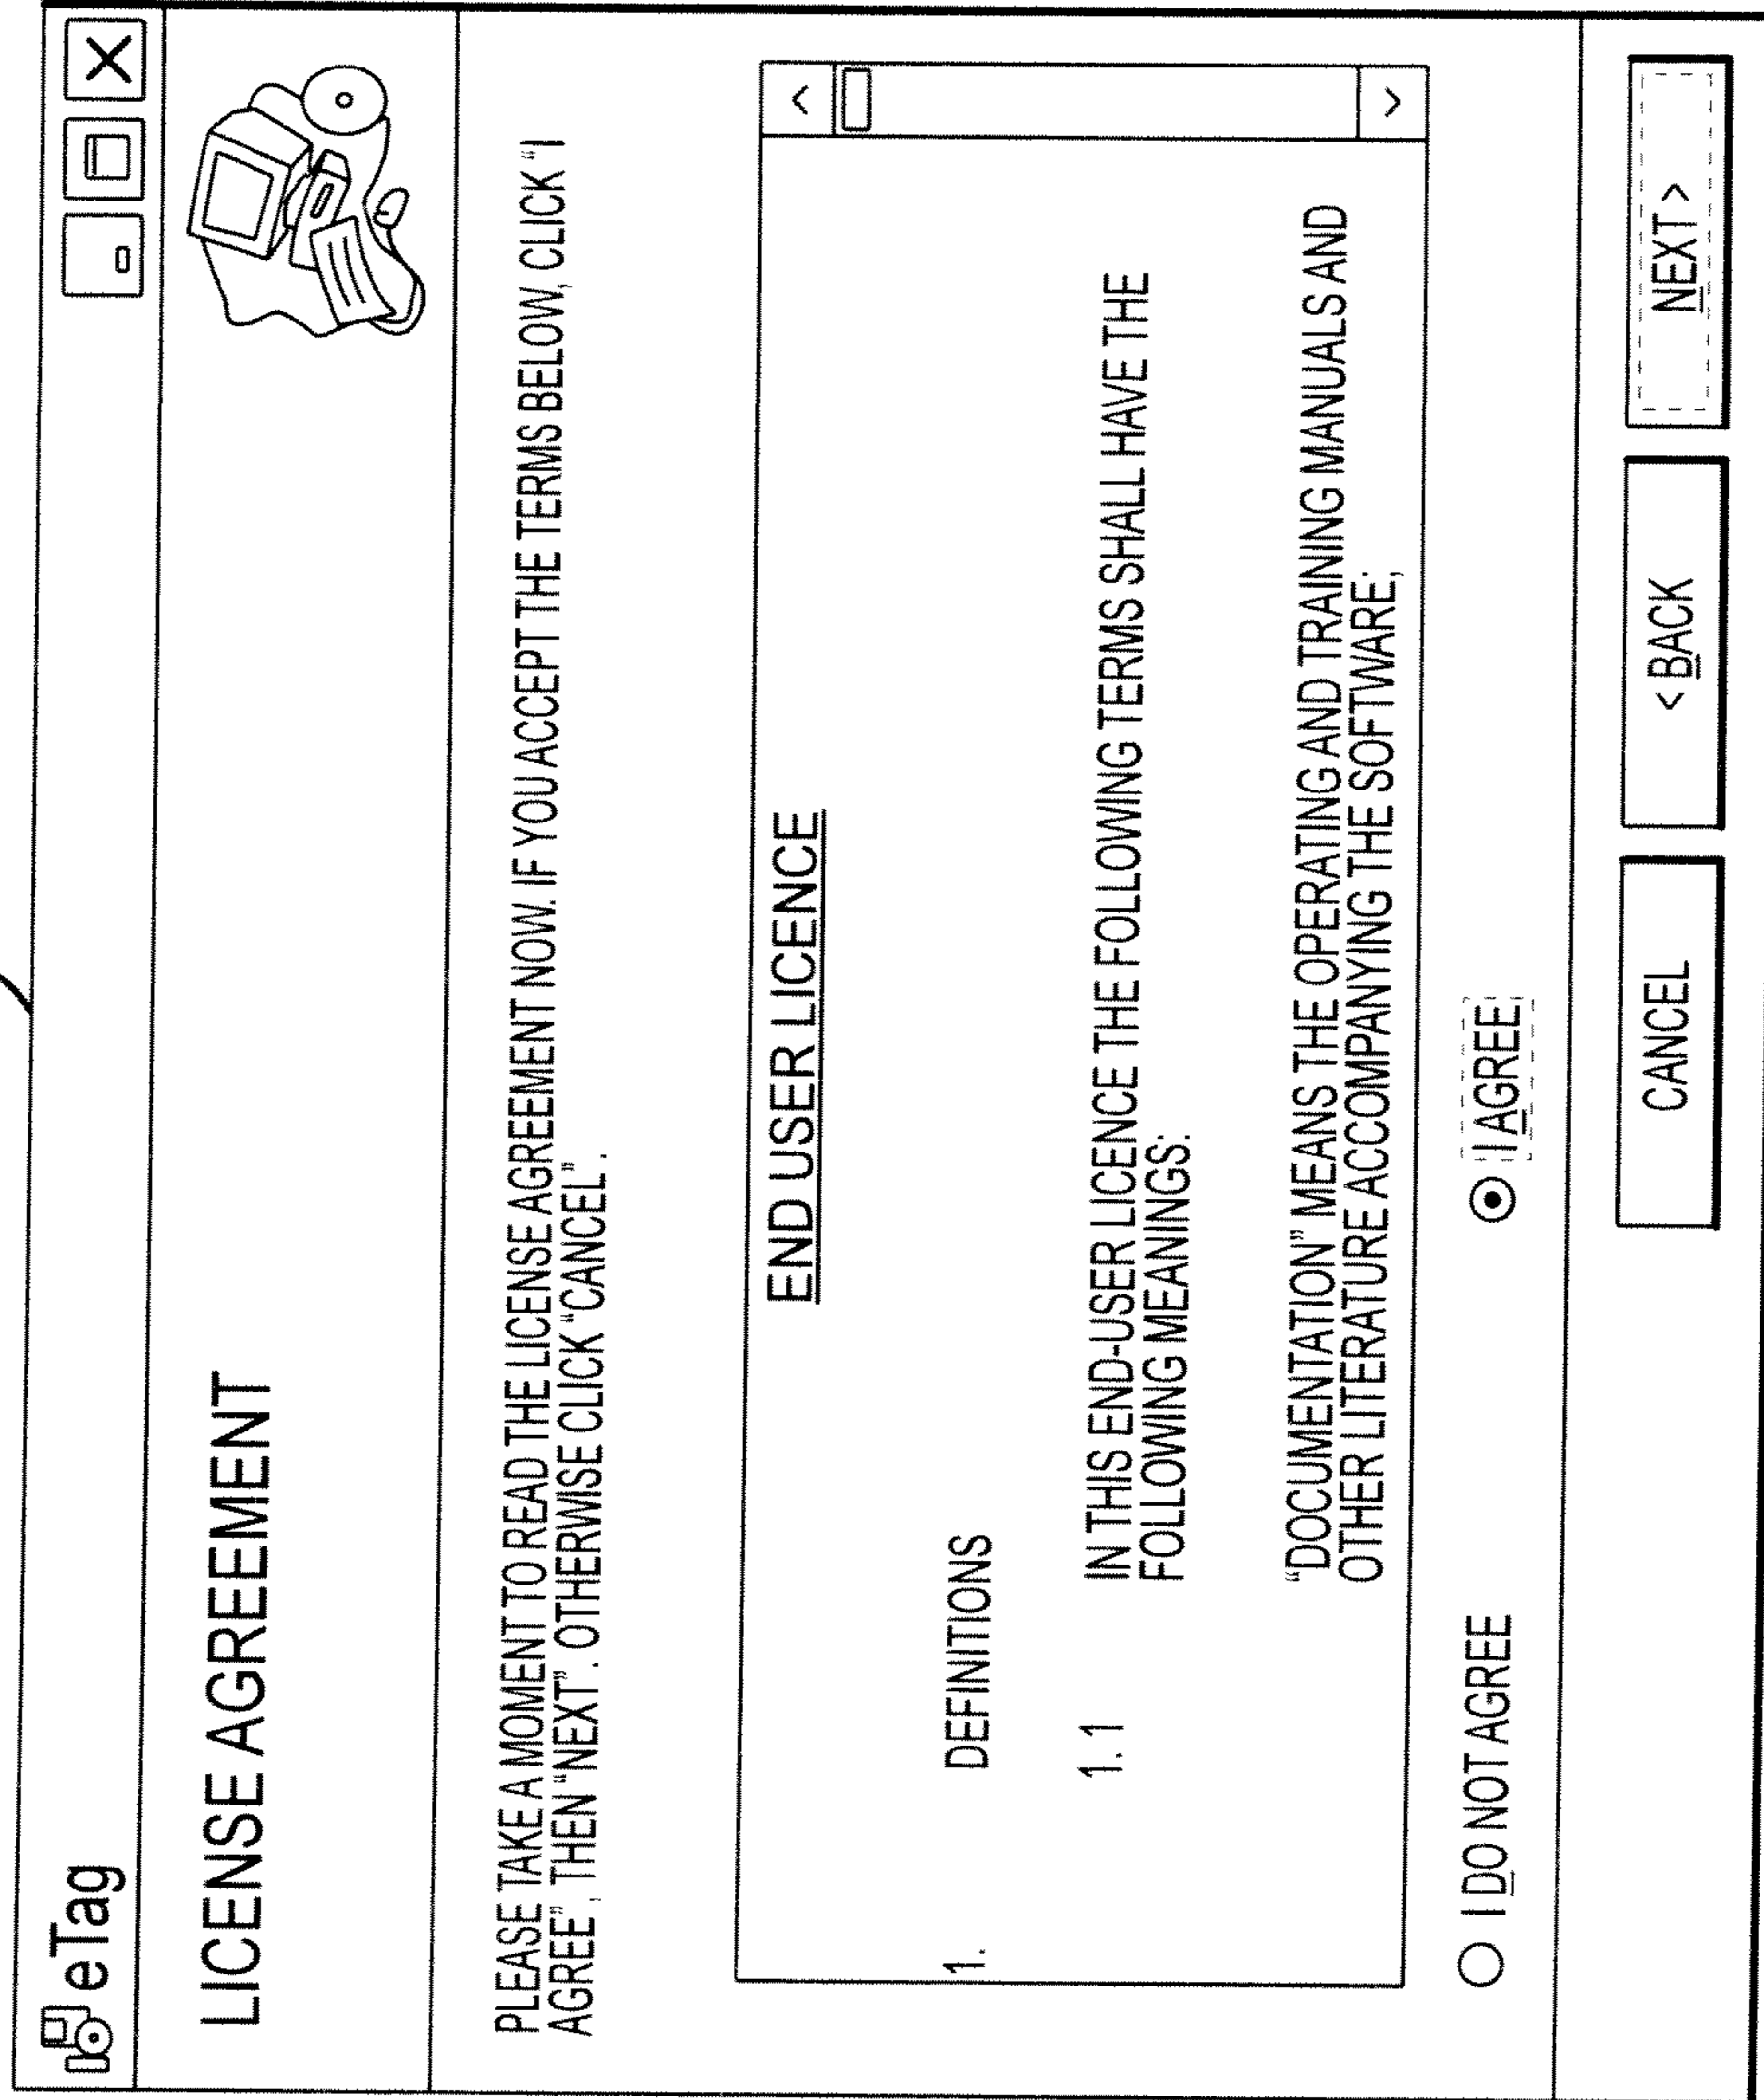 eTag
LICENSE AGREEMENT
PLEASE TAKE A MOMENT TO READ THE LICENSE AGREEMENT NOW. IF YOU ACCEPT THE TERMS BELOW, CLICK “I
AGREE”, THEN “NEXT”. OTHERWISE CLICK “CANCEL”.
END USER LICENCE
1. DEFINITIONS
1.1 IN THIS END-USER LICENCE THE FOLLOWING TERMS SHALL HAVE THE
FOLLOWING MEANINGS:
“DOCUMENTATION” MEANS THE OPERATING AND TRAINING MANUALS AND
OTHER LITERATURE ACCOMPANYING THE SOFTWARE;
I DO NOT AGREE I AGREE
CANCEL < BACK NEXT >